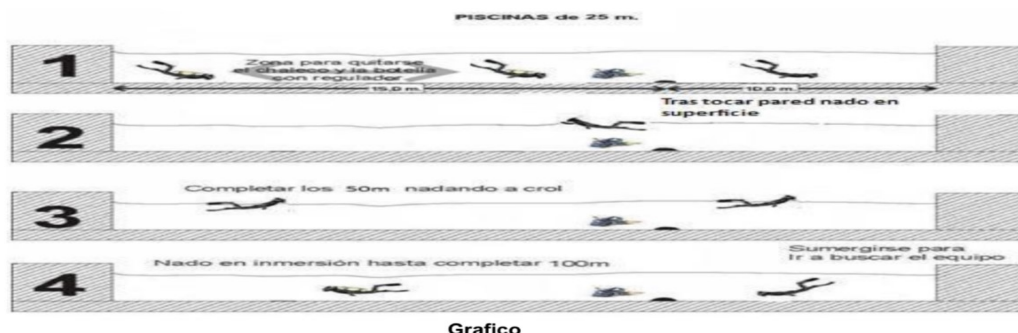 PISCINAS de 25 m.
1
Zona para quitarse
el chaleco y la botella
con regulador
15,0 m.
10,0 m.
Tras tocar pared nado en
superficie
2
Completar los 50m nadando a crol
3
Sumergirse para
Ir a buscar el equipo
Nado en inmersión hasta completar 100m
4
Grafico